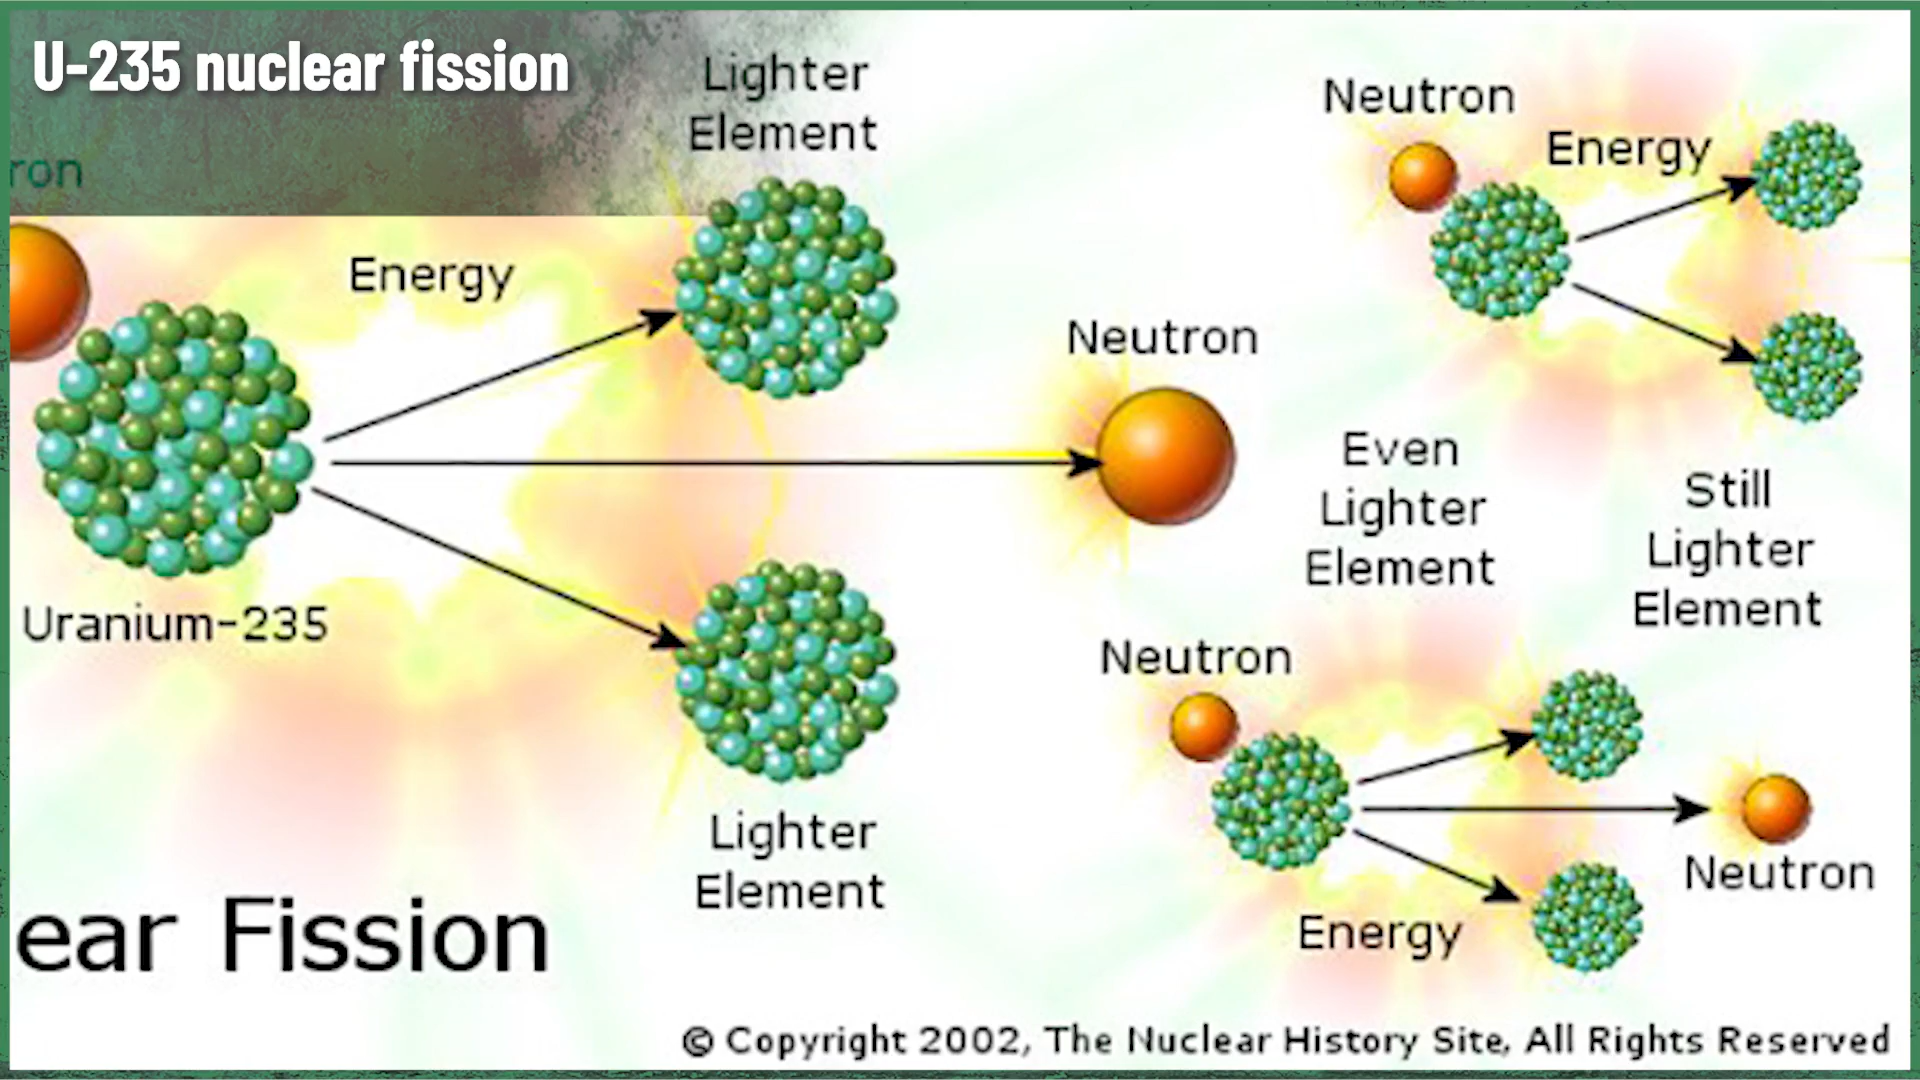 U-235 nuclear fission
ron
Energy
Lighter
Element
Uranium-235
Lighter
Element
Neutron
Neutron
Energy
Even
Lighter
Element
Still
Lighter
Element
Neutron
Energy
Neutron
ear Fission
© Copyright 2002, The Nuclear History Site, All Rights Reserved